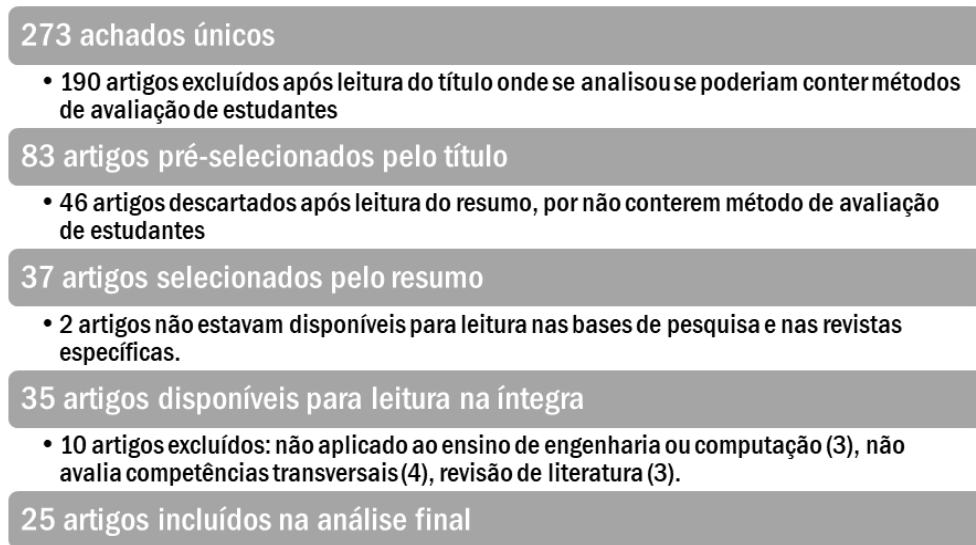 273 achados únicos
• 190 artigos excluídos após leitura do título onde se analisou se poderiam conter métodos
de avaliação de estudantes
83 artigos pré-selecionados pelo título
• 46 artigos descartados após leitura do resumo, por não conterem método de avaliação
de estudantes
37 artigos selecionados pelo resumo
• 2 artigos não estavam disponíveis para leitura nas bases de pesquisa e nas revistas
específicas.
35 artigos disponíveis para leitura na íntegra
• 10 artigos excluídos: não aplicado ao ensino de engenharia ou computação (3), não
avalia competências transversais (4), revisão de literatura (3).
25 artigos incluídos na análise final